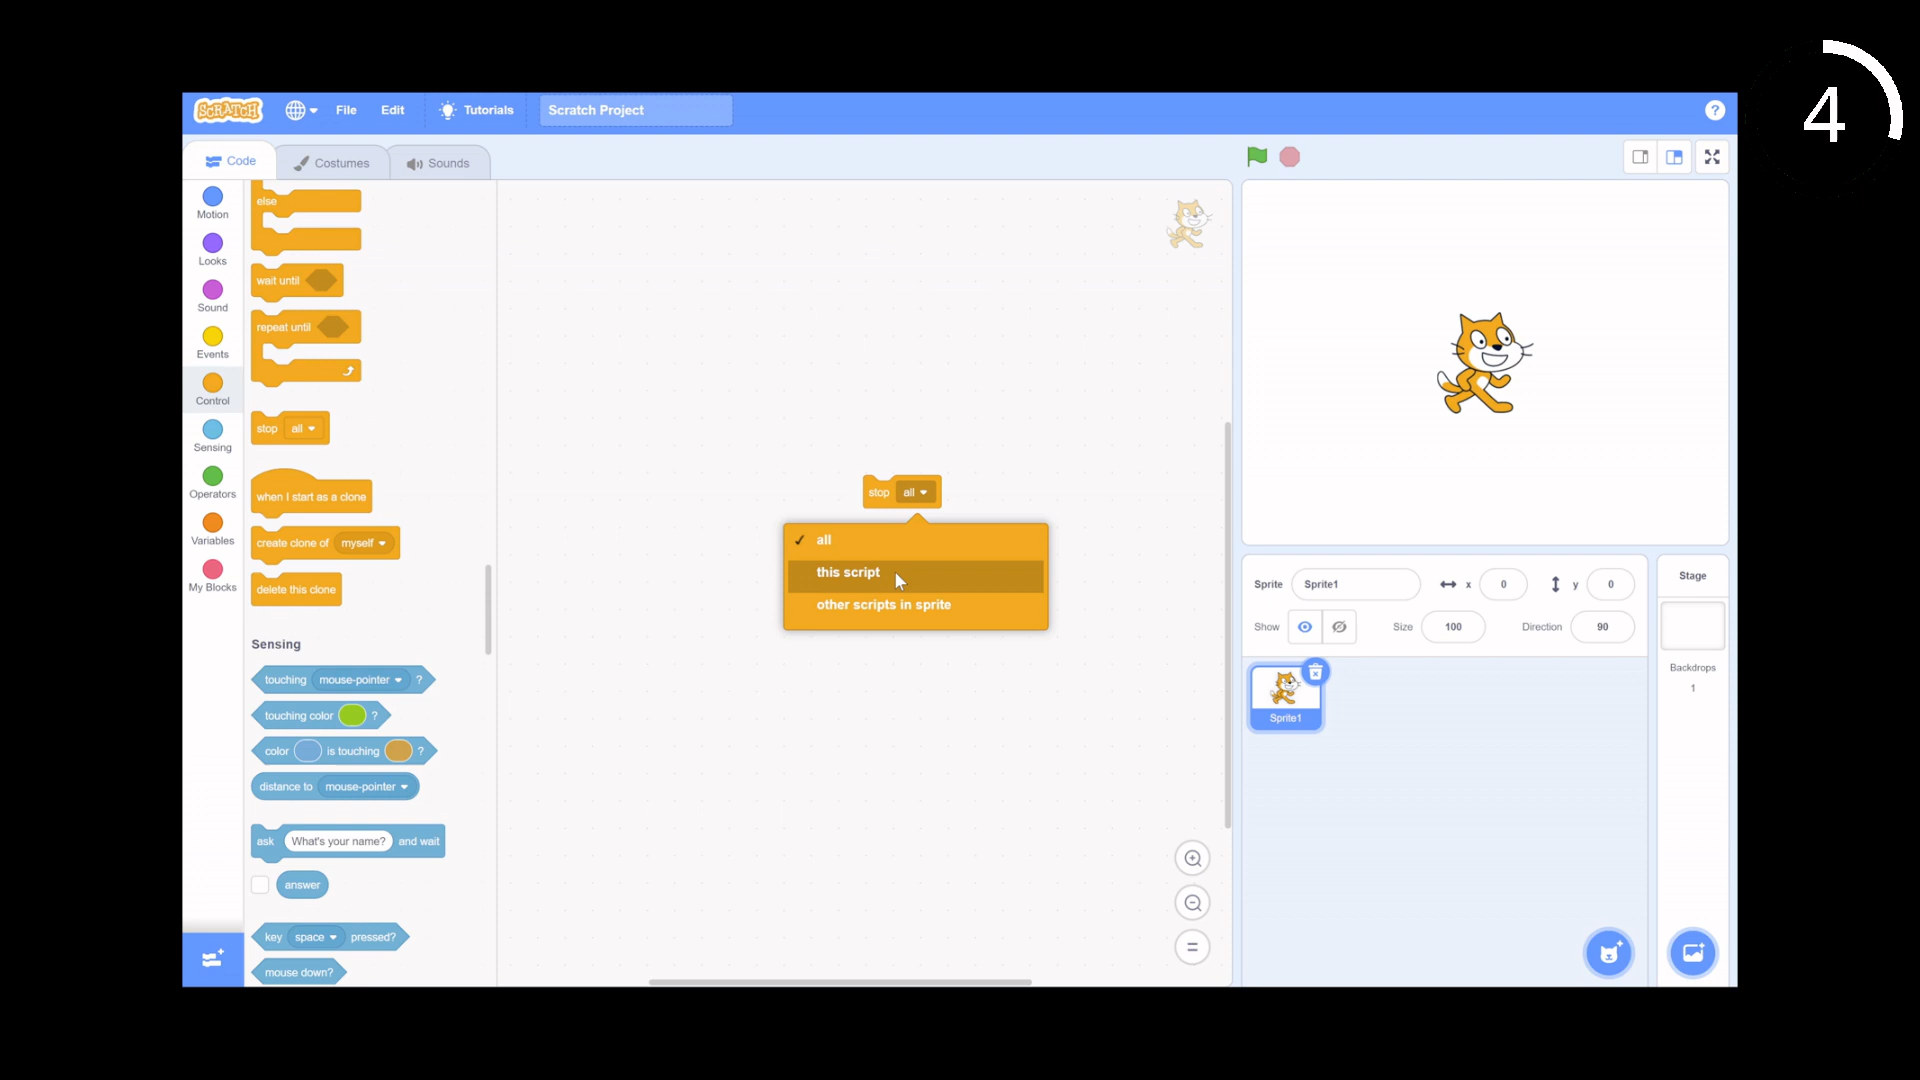 4
SCRATCH
File
Edit
Tutorials
Scratch Project
?
Code
Costumes
Sounds
Motion
Looks
Sound
Events
Control
Sensing
Operators
Variables
My Blocks
else
wait until
repeat until
stop all
when I start as a clone
create clone of myself
delete this clone
Sensing
touching mouse-pointer ?
touching color ?
color is touching ?
distance to mouse-pointer
ask What's your name? and wait
answer
key space pressed?
mouse down?
stop all
✓ all
this script
other scripts in sprite
Sprite Sprite1 x 0 y 0
Show Size 100 Direction 90
Sprite1
Stage
Backdrops
1